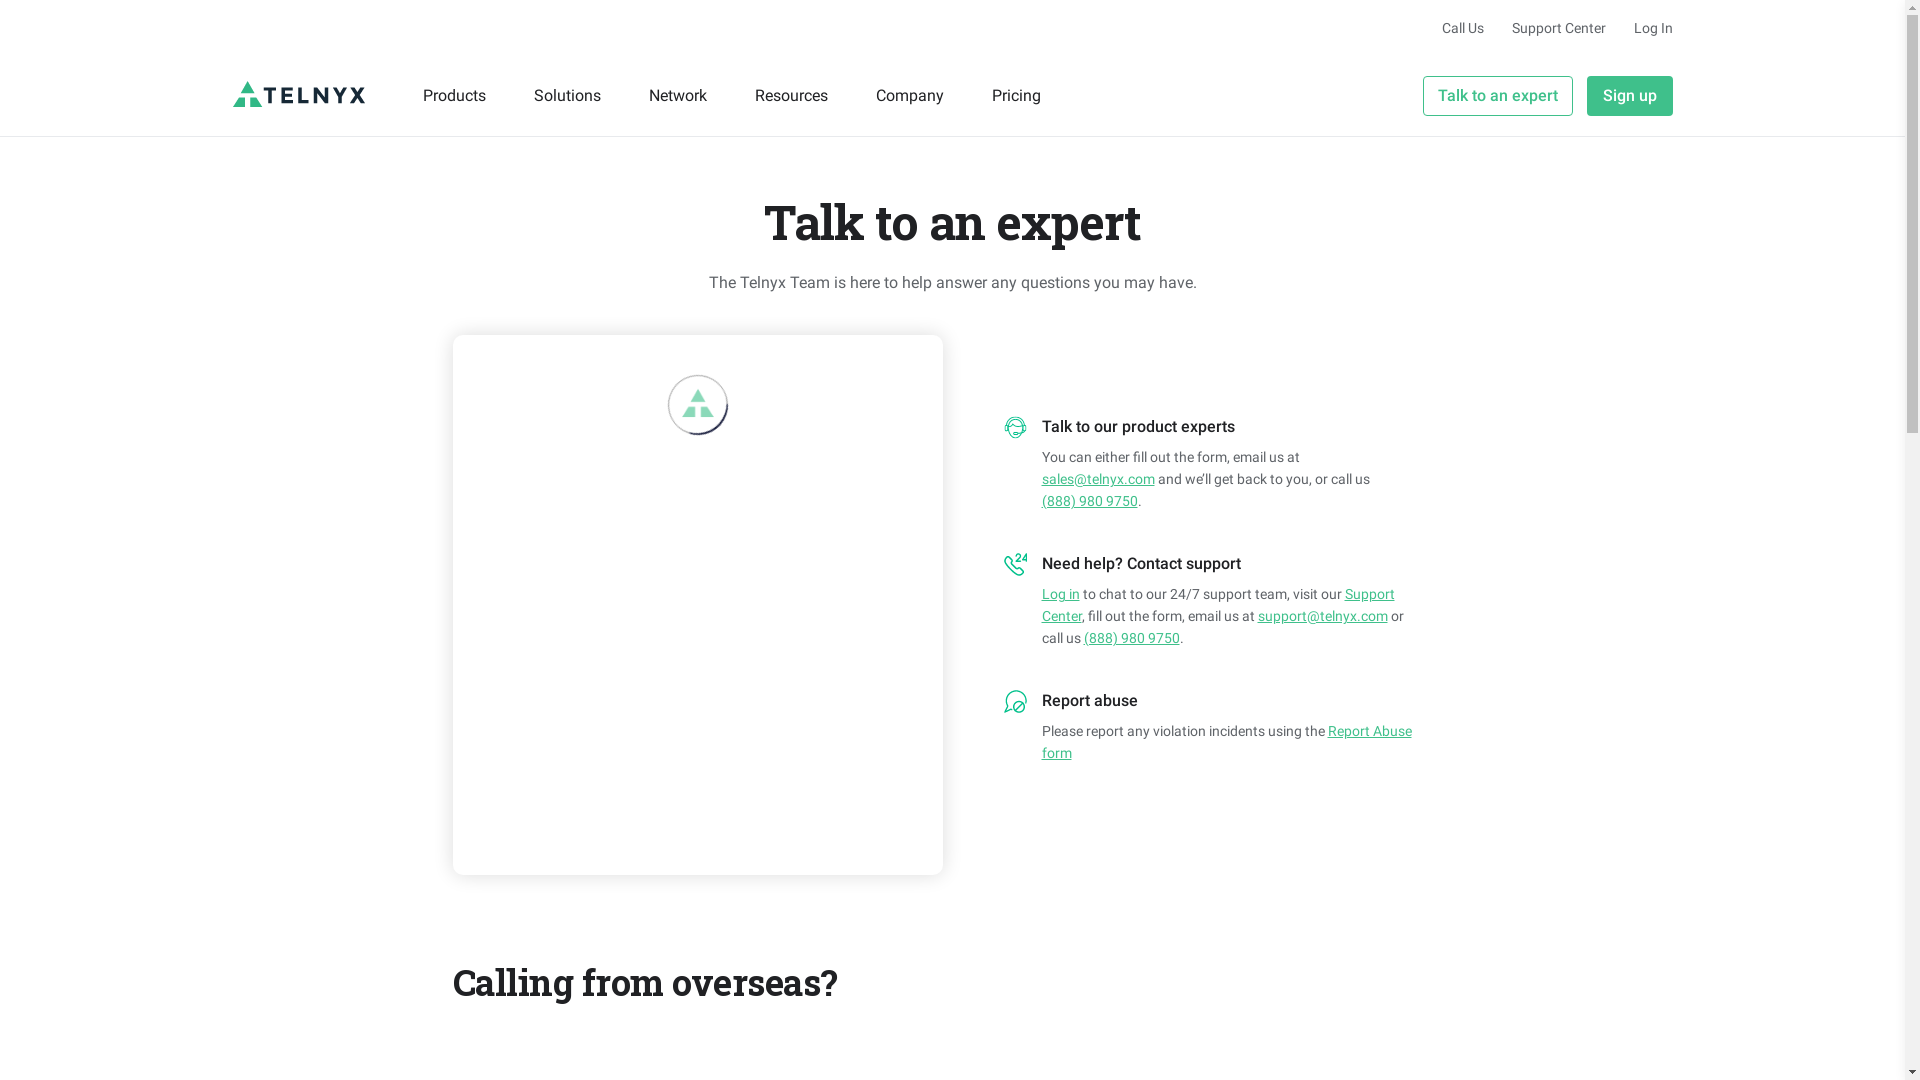 Call Us
Support Center
Log In
TELNYX
Products
Solutions
Network
Resources
Company
Pricing
Talk to an expert
Sign up
Talk to an expert
The Telnyx Team is here to help answer any questions you may have.
Talk to our product experts
You can either fill out the form, email us at
sales@telnyx.com and we’ll get back to you, or call us
(888) 980 9750.
24
Need help? Contact support
Log in to chat to our 24/7 support team, visit our Support
Center, fill out the form, email us at support@telnyx.com or
call us (888) 980 9750.
Report abuse
Please report any violation incidents using the Report Abuse
form
Calling from overseas?